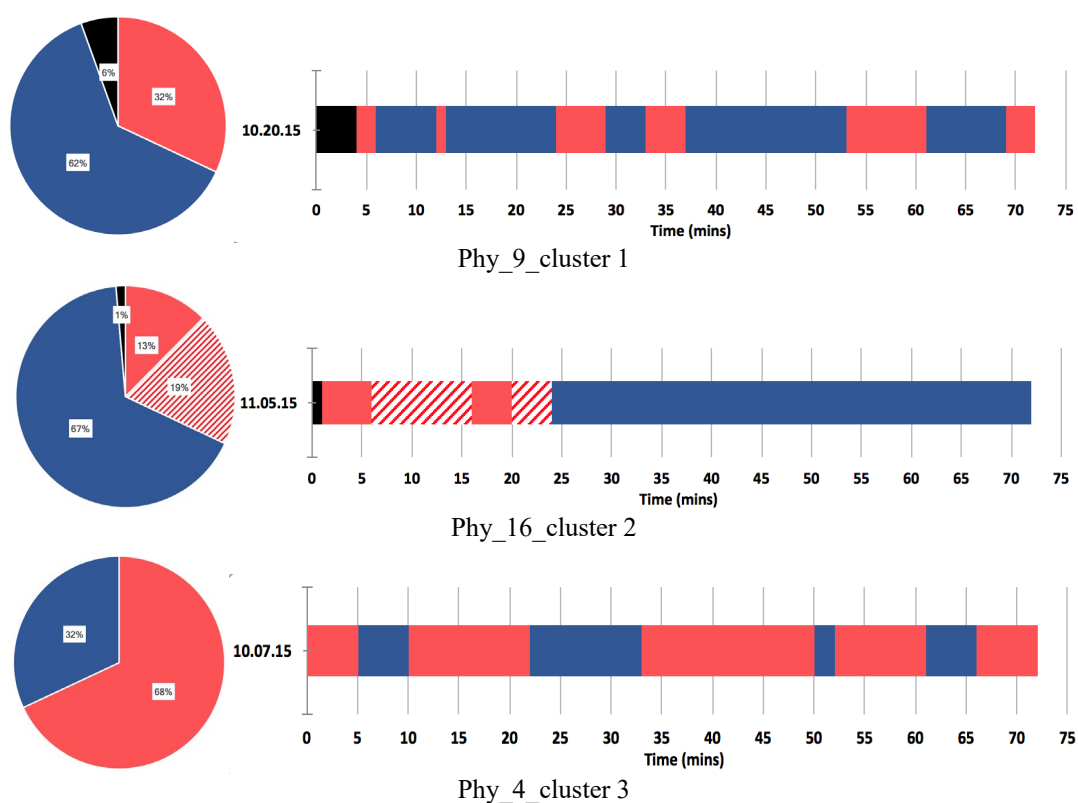 6%
32%
62%
10.20.15
0 5 10 15 20 25 30 35 40 45 50 55 60 65 70 75
Time (mins)
Phy_9_cluster 1
1%
13%
19%
67%
11.05.15
0 5 10 15 20 25 30 35 40 45 50 55 60 65 70 75
Time (mins)
Phy_16_cluster 2
32%
68%
10.07.15
0 5 10 15 20 25 30 35 40 45 50 55 60 65 70 75
Time (mins)
Phy_4_cluster 3